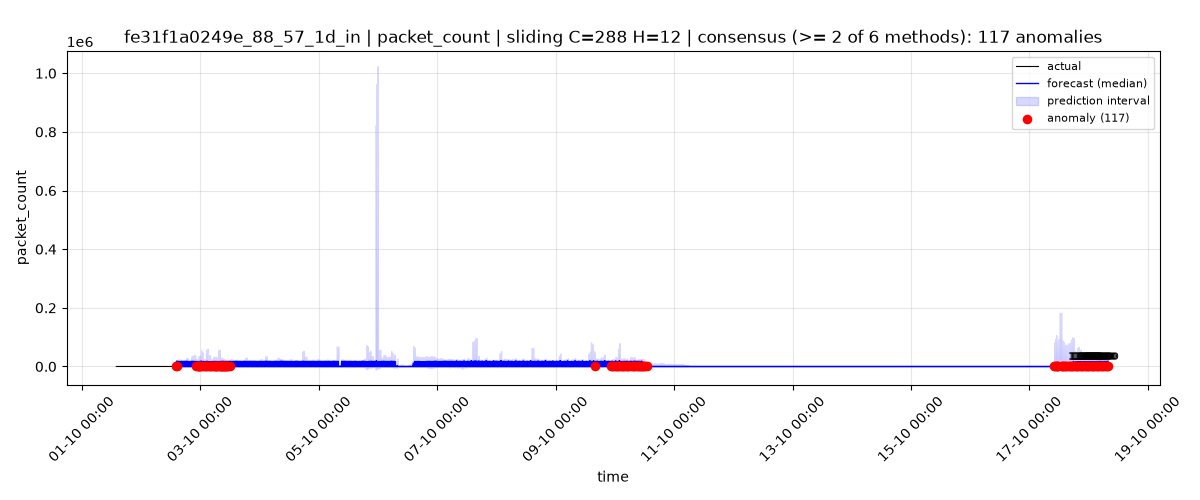 fe31f1a0249e_88_57_1d_in | packet_count | sliding C=288 H=12 | consensus (>= 2 of 6 methods): 117 anomalies
1e6
1.0
0.8
0.6
0.4
0.2
0.0
packet_count
actual
forecast (median)
prediction interval
anomaly (117)
01-10 00:00
03-10 00:00
05-10 00:00
07-10 00:00
09-10 00:00
11-10 00:00
13-10 00:00
15-10 00:00
17-10 00:00
19-10 00:00
time